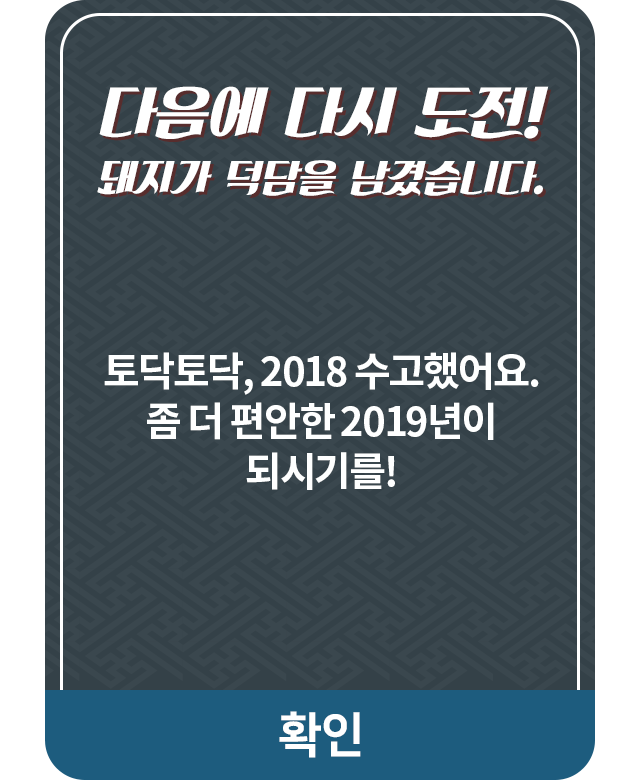 다음에 다시 도전!
돼지가 덕담을 남겼습니다.
토닥토닥, 2018 수고했어요.
좀 더 편안한 2019년이
되시기를!
확인